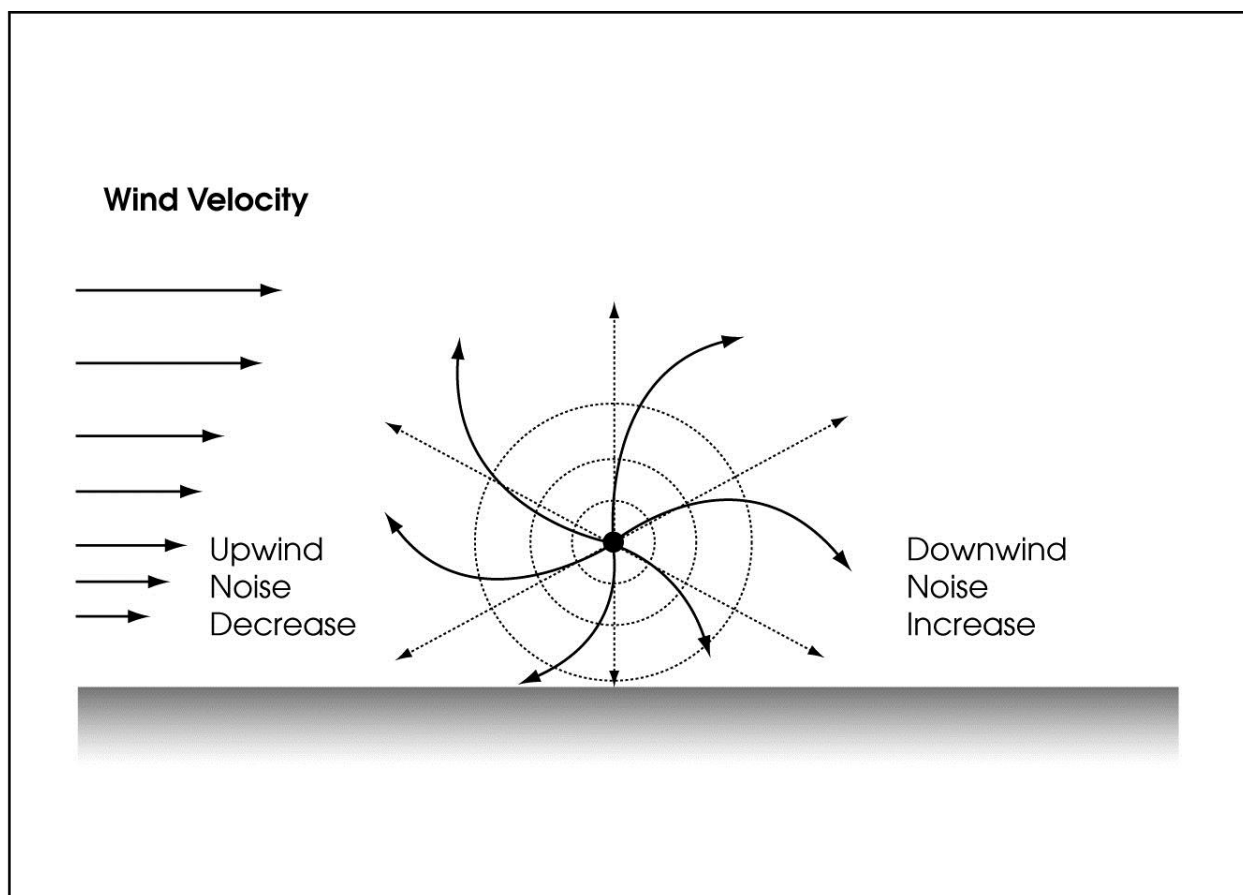 Wind Velocity
Upwind
Noise
Decrease
Downwind
Noise
Increase